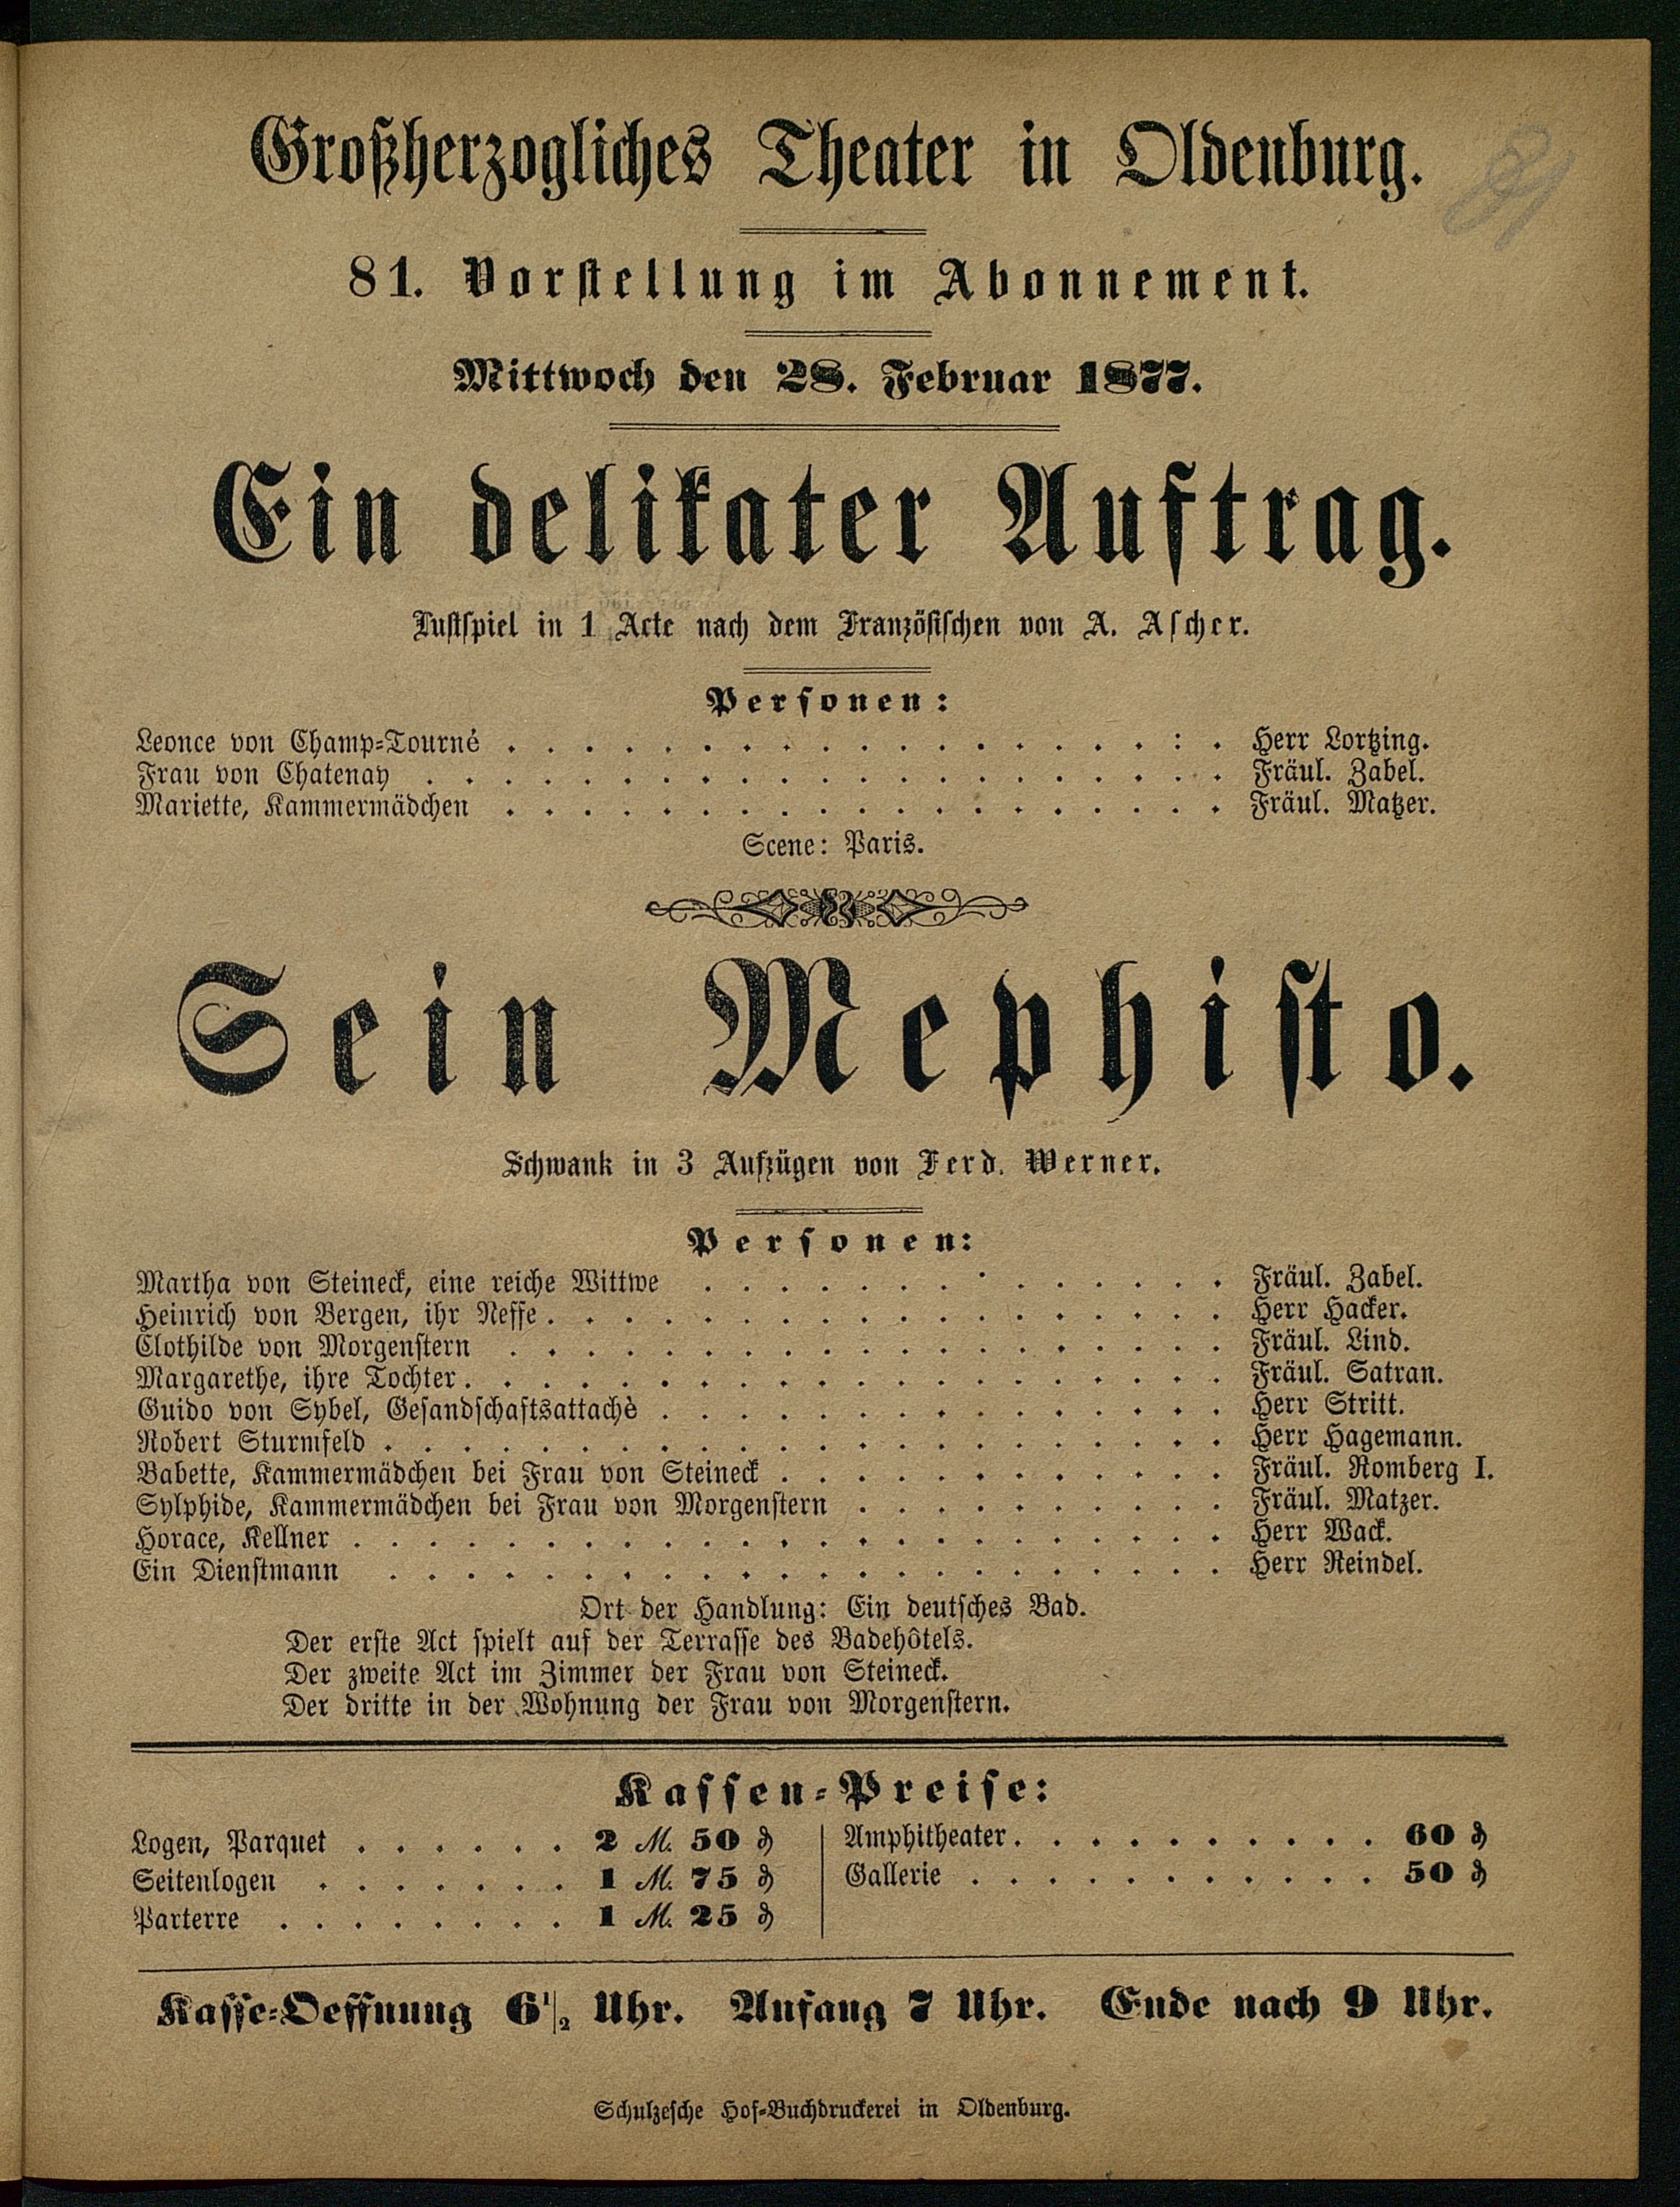 Großherzogliches Theater in Oldenburg.
81
81. Vorstellung im Abonnement.
Mittwoch den 28. Februar 1877.
Ein delikater Auftrag.
Lustspiel in 1 Acte nach dem Französischen von A. Ascher.
Personen:
Leonce von Champ-Tourné . . . . . . . . . . . . . . . . . : . Herr Lortzing.
Frau von Chatenay . . . . . . . . . . . . . . . . . . . . . Fräul. Zabel.
Mariette, Kammermädchen . . . . . . . . . . . . . . . . . . . Fräul. Matzer.
Scene: Paris.
Sein Mephisto.
Schwank in 3 Aufzügen von Ferd. Werner.
Personen:
Martha von Steineck, eine reiche Wittwe . . . . . . . . . . . . . . Fräul. Zabel.
Heinrich von Bergen, ihr Neffe. . . . . . . . . . . . . . . . . . Herr Hacker.
Clothilde von Morgenstern . . . . . . . . . . . . . . . . . . . Fräul. Lind.
Margarethe, ihre Tochter. . . . . . . . . . . . . . . . . . . . Fräul. Satran.
Guido von Sybel, Gesandschaftsattachè . . . . . . . . . . . . . . . Herr Stritt.
Robert Sturmfeld . . . . . . . . . . . . . . . . . . . . . . Herr Hagemann.
Babette, Kammermädchen bei Frau von Steineck . . . . . . . . . . . . Fräul. Romberg I.
Sylphide, Kammermädchen bei Frau von Morgenstern . . . . . . . . . . Fräul. Matzer.
Horace, Kellner . . . . . . . . . . . . . . . . . . . . . . . Herr Wack.
Ein Dienstmann . . . . . . . . . . . . . . . . . . . . . . Herr Reindel.
Ort der Handlung: Ein deutsches Bad.
Der erste Act spielt auf der Terrasse des Badehôtels.
Der zweite Act im Zimmer der Frau von Steineck.
Der dritte in der Wohnung der Frau von Morgenstern.
Kassen-Preise:
Logen, Parquet . . . . . . 2 M. 50 ₰
Seitenlogen . . . . . . . 1 M. 75 ₰
Parterre . . . . . . . . 1 M. 25 ₰
Amphitheater. . . . . . . . . . 60 ₰
Gallerie . . . . . . . . . . . 50 ₰
Kasse-Oeffnung 6 1/2 Uhr. Anfang 7 Uhr. Ende nach 9 Uhr.
Schulzesche Hof-Buchdruckerei in Oldenburg.